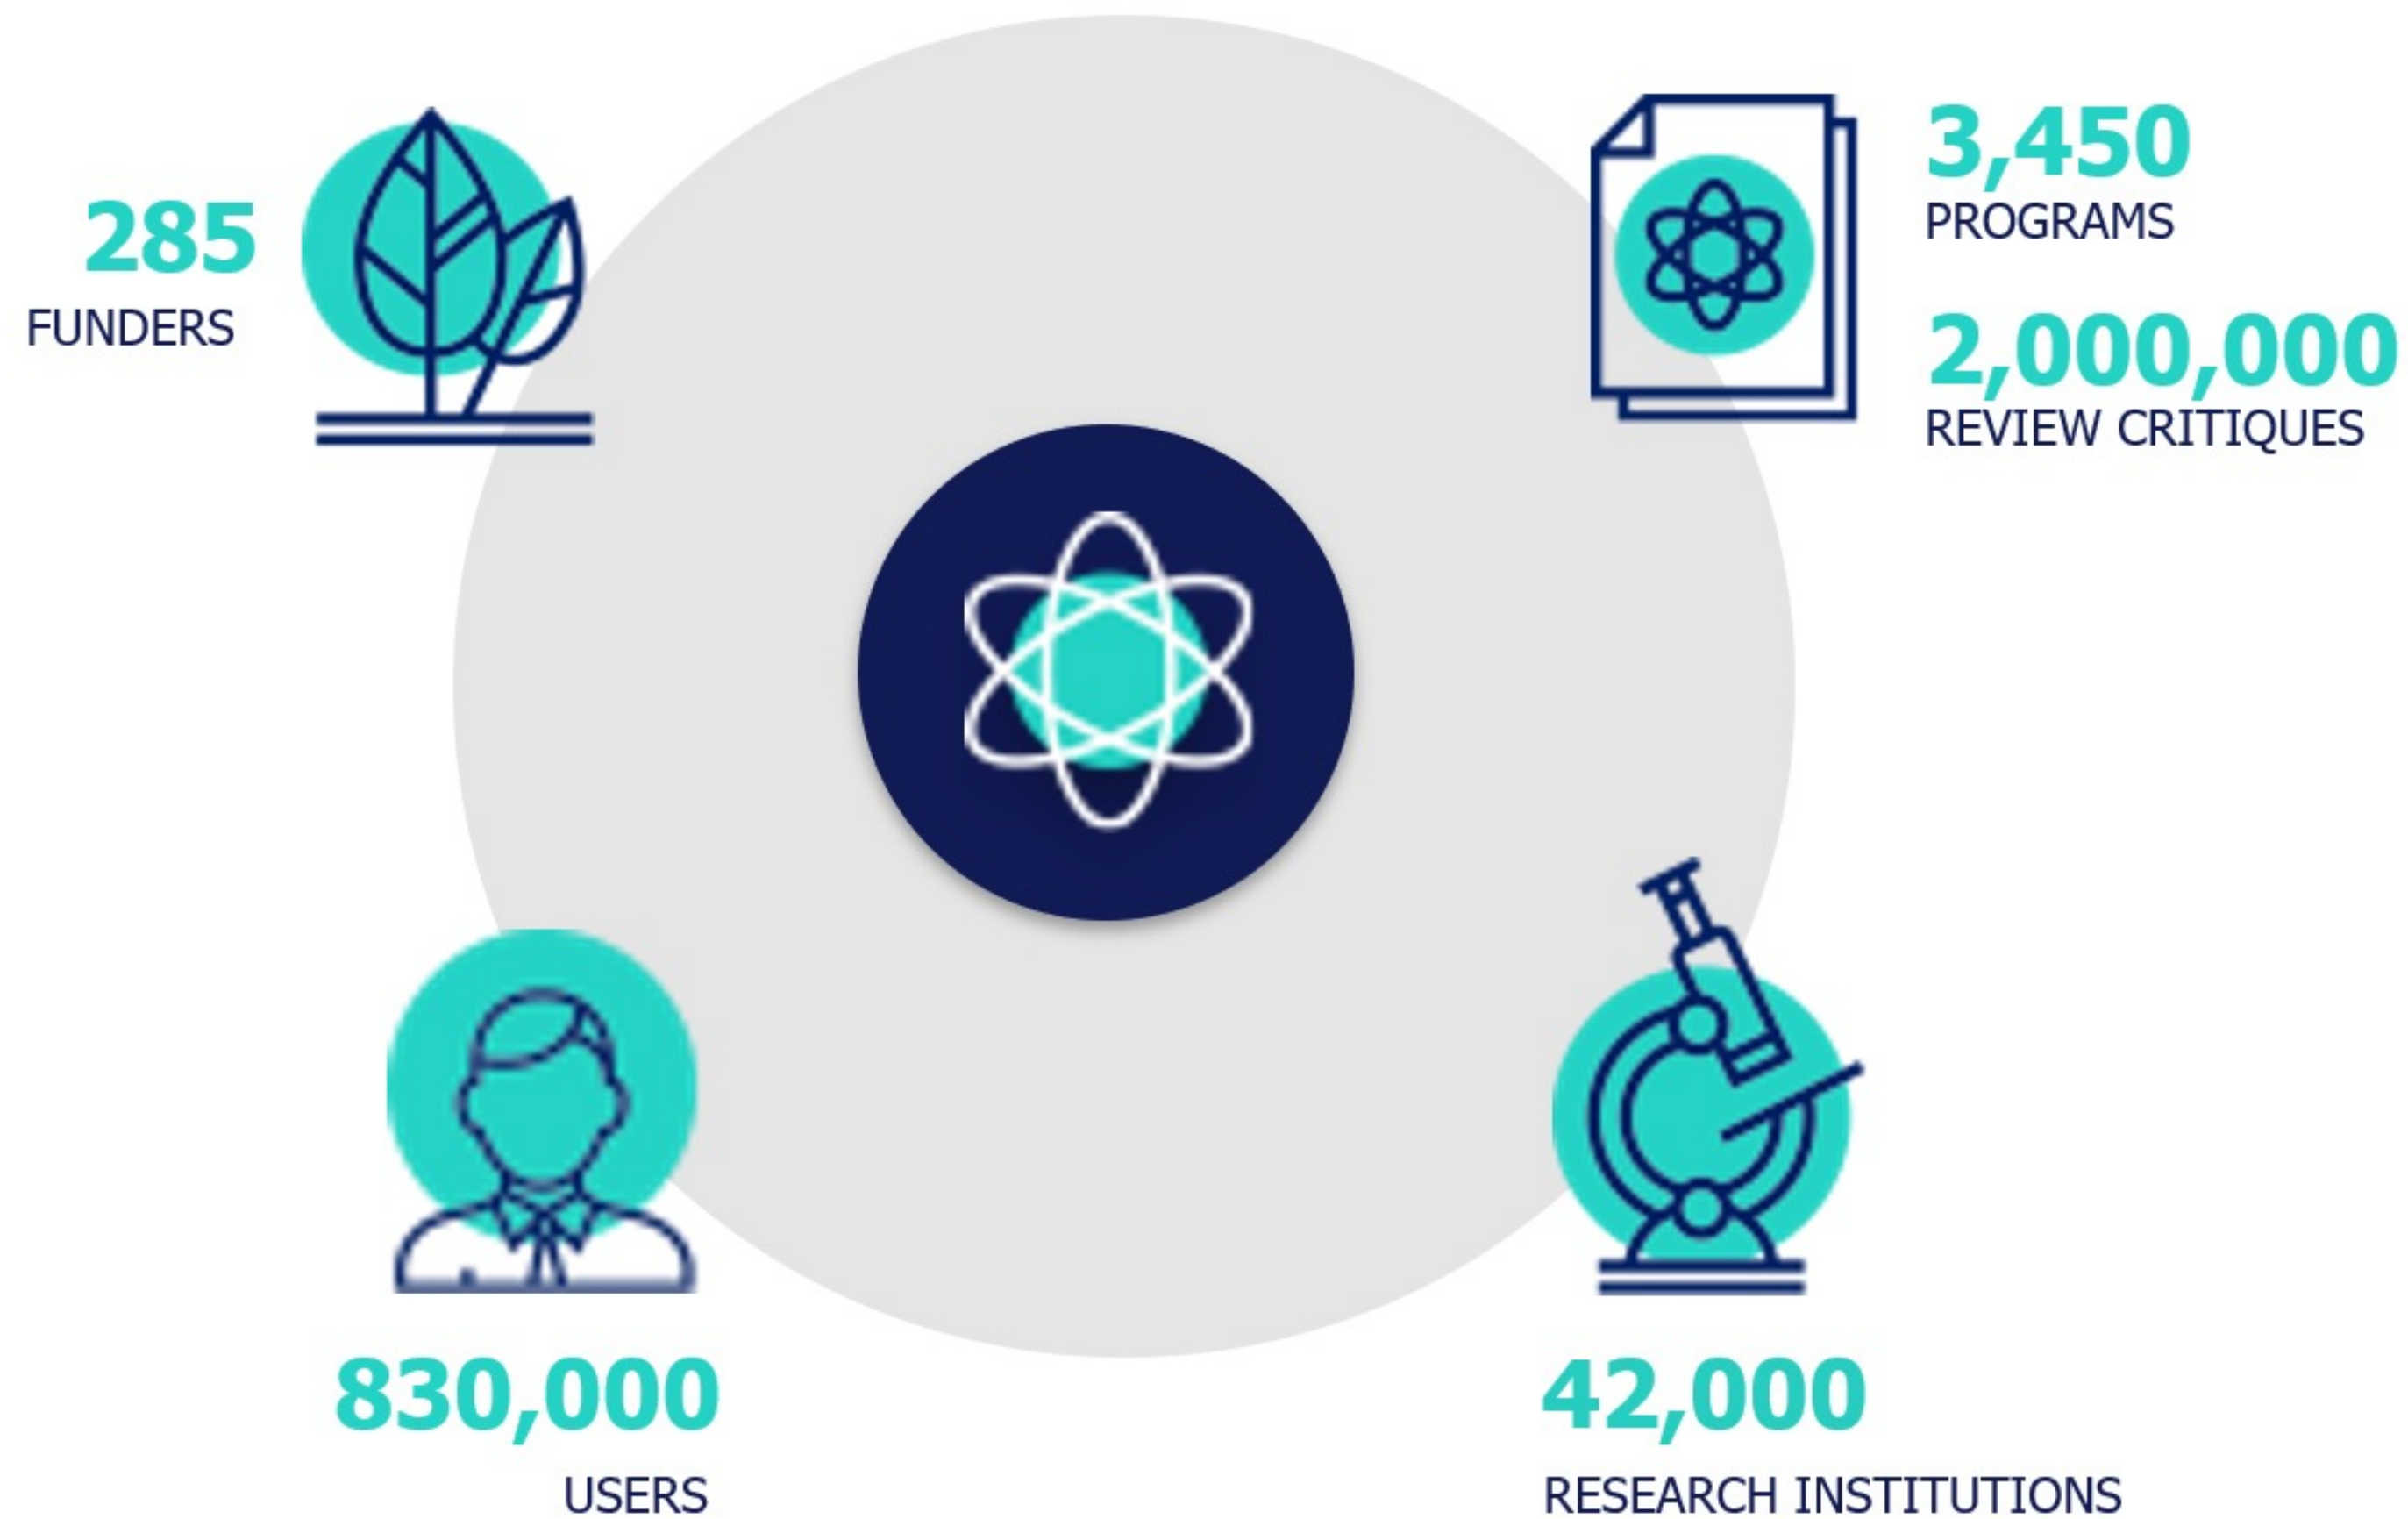 285
FUNDERS
3,450
PROGRAMS
2,000,000
REVIEW CRITIQUES
830,000
USERS
42,000
RESEARCH INSTITUTIONS